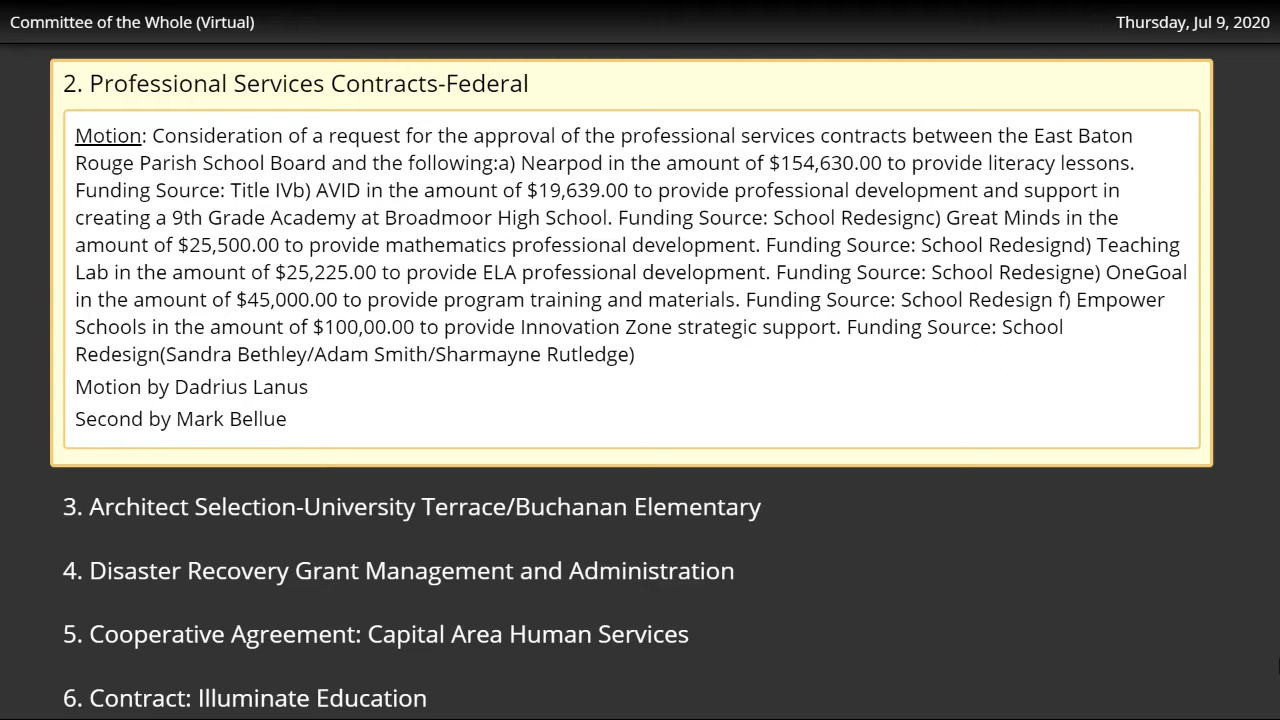 Committee of the Whole (Virtual)
Thursday, Jul 9, 2020
2. Professional Services Contracts-Federal
Motion: Consideration of a request for the approval of the professional services contracts between the East Baton
Rouge Parish School Board and the following:a) Nearpod in the amount of $154,630.00 to provide literacy lessons.
Funding Source: Title IVb) AVID in the amount of $19,639.00 to provide professional development and support in
creating a 9th Grade Academy at Broadmoor High School. Funding Source: School Redesignc) Great Minds in the
amount of $25,500.00 to provide mathematics professional development. Funding Source: School Redesignd) Teaching
Lab in the amount of $25,225.00 to provide ELA professional development. Funding Source: School Redesigne) OneGoal
in the amount of $45,000.00 to provide program training and materials. Funding Source: School Redesign f) Empower
Schools in the amount of $100,00.00 to provide Innovation Zone strategic support. Funding Source: School
Redesign(Sandra Bethley/Adam Smith/Sharmayne Rutledge)
Motion by Dadrius Lanus
Second by Mark Bellue
3. Architect Selection-University Terrace/Buchanan Elementary
4. Disaster Recovery Grant Management and Administration
5. Cooperative Agreement: Capital Area Human Services
6. Contract: Illuminate Education